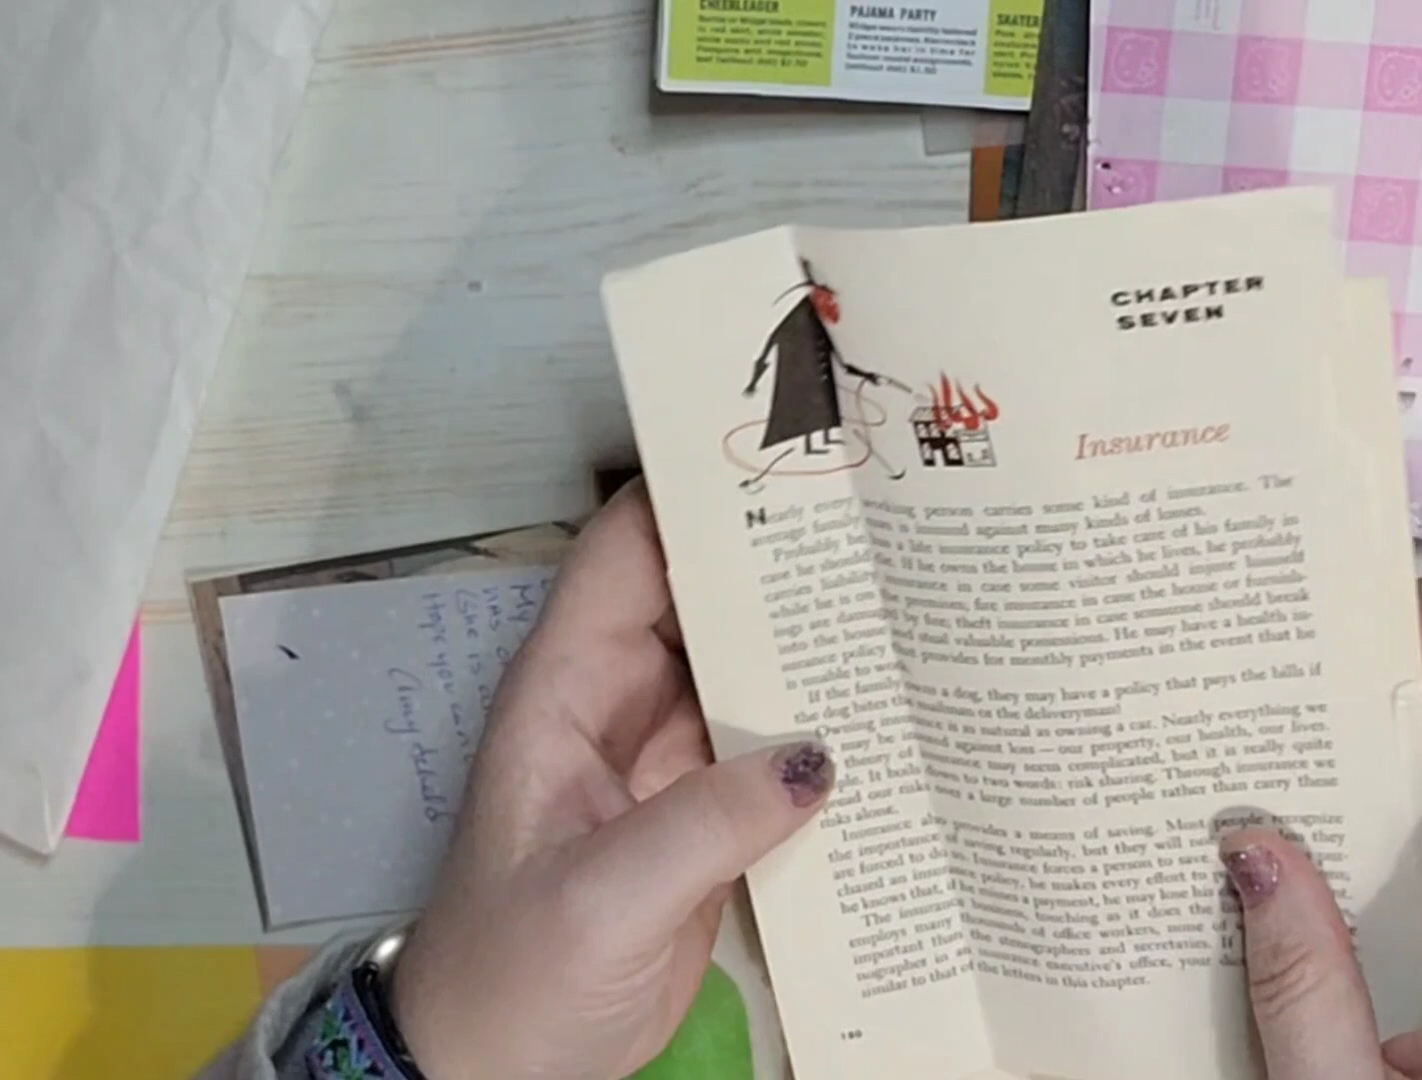 CHEERLEADER
PAJAMA PARTY
SKATER
(without doll) $1.50
CHAPTER
SEVEN
Insurance
Nearly every working person carries some kind of insurance. The
average family man is insured against many kinds of losses.
Probably he has a life insurance policy to take care of his family in
case he should die. If he owns the house in which he lives, he probably
carries liability insurance in case some visitor should injure himself
while he is on the premises, fire insurance in case the house or furnish-
ings are damaged by fire; theft insurance in case someone should break
into the house and steal valuable possessions. He may have a health in-
surance policy that provides for monthly payments in the event that he
is unable to work.
If the family owns a dog, they may have a policy that pays the bills if
the dog bites the mailman or the deliveryman!
Owning insurance is as natural as owning a car. Nearly everything we
may be insured against loss — our property, our health, our lives.
theory of insurance may seem complicated, but it is really quite
It boils down to two words: risk sharing. Through insurance we
spread our risks over a large number of people rather than carry these
risks alone.
Insurance also provides a means of saving. Most people recognize
the importance of saving regularly, but they will not they
are forced to do so. Insurance forces a person to save.
chased an insurance policy, he makes every effort to
he knows that, if he misses a payment, he may lose his
The insurance business, touching as it does the
employs many thousands of office workers, none of
important than the stenographers and secretaries. If
nographer in an insurance executive's office, your
similar to that of the letters in this chapter.
180
My
has
(she is
Hope you can